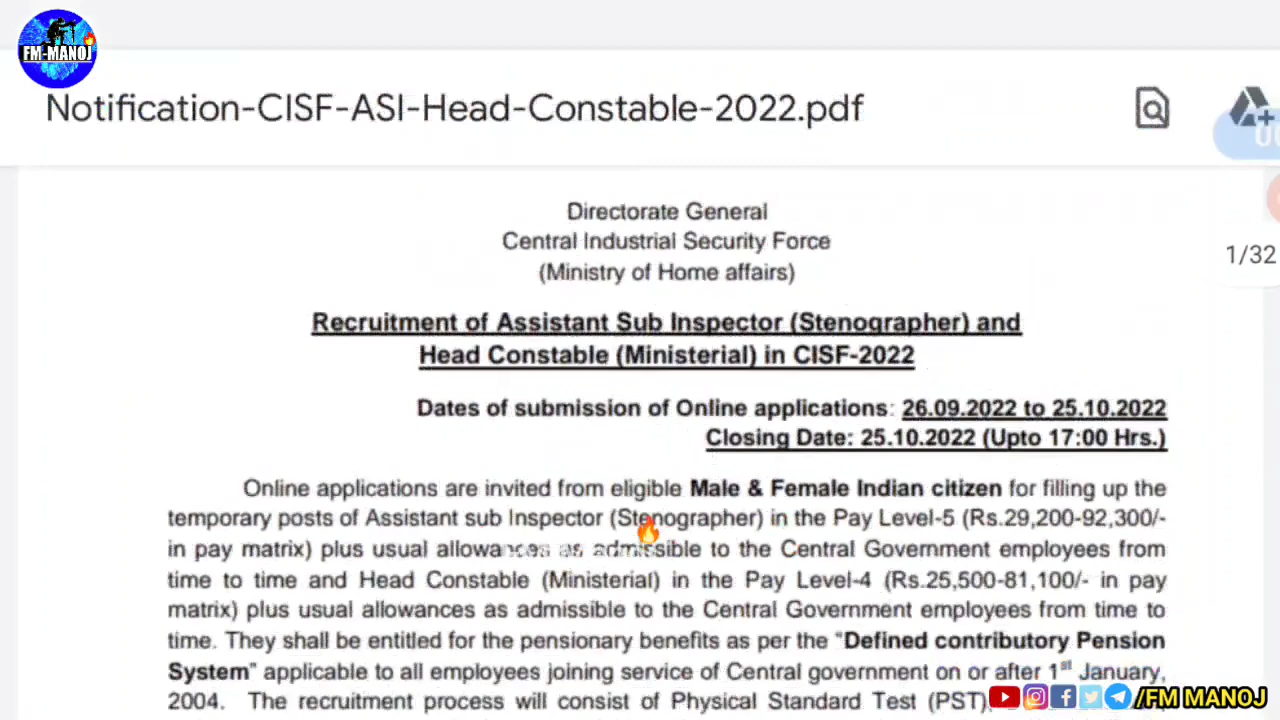 FM-MANOJ
Notification-CISF-ASI-Head-Constable-2022.pdf
Directorate General
Central Industrial Security Force
(Ministry of Home affairs)
1/32
Recruitment of Assistant Sub Inspector (Stenographer) and
Head Constable (Ministerial) in CISF-2022
Dates of submission of Online applications: 26.09.2022 to 25.10.2022
Closing Date: 25.10.2022 (Upto 17:00 Hrs.)
Online applications are invited from eligible Male & Female Indian citizen for filling up the
temporary posts of Assistant sub Inspector (Stenographer) in the Pay Level-5 (Rs.29,200-92,300/-
in pay matrix) plus usual allowances as admissible to the Central Government employees from
time to time and Head Constable (Ministerial) in the Pay Level-4 (Rs.25,500-81,100/- in pay
matrix) plus usual allowances as admissible to the Central Government employees from time to
time. They shall be entitled for the pensionary benefits as per the “Defined contributory Pension
System” applicable to all employees joining service of Central government on or after 1st January,
2004. The recruitment process will consist of Physical Standard Test (PST),
/FM MANOJ